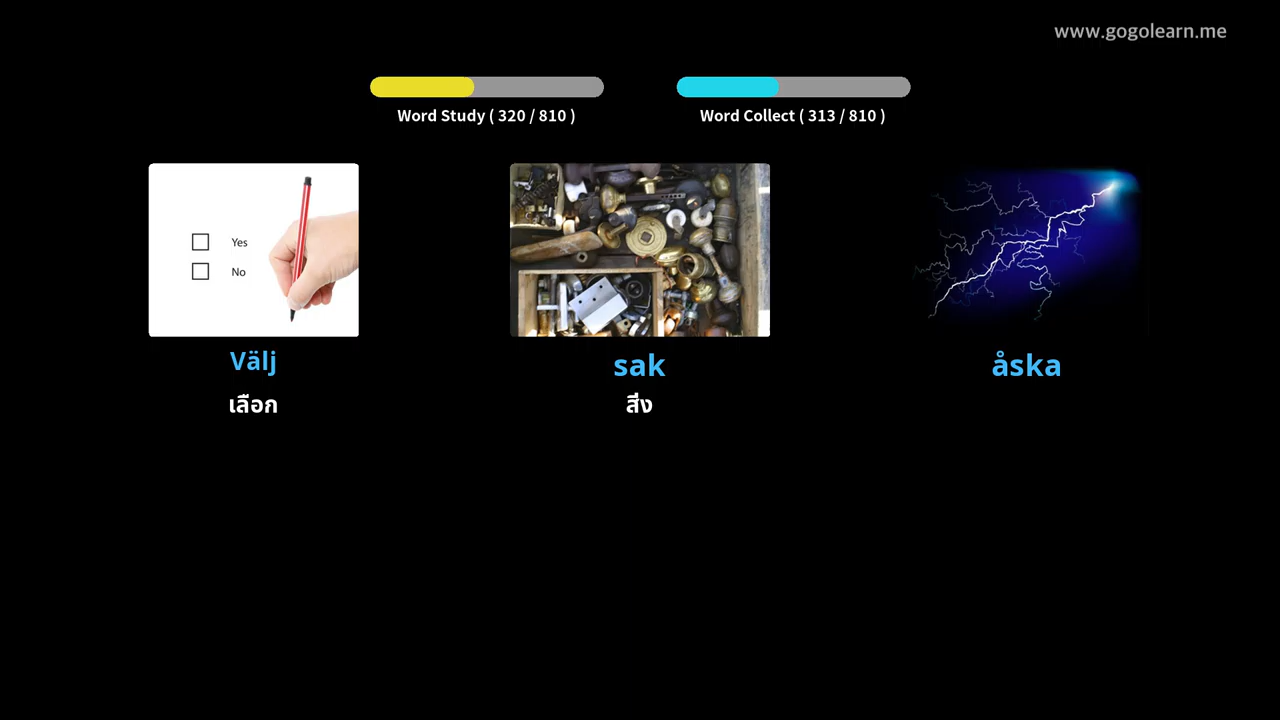 www.gogolearn.me
Word Study ( 320 / 810 )
Word Collect ( 313 / 810 )
Yes
No
Välj
sak
åska
เลือก
สิ่ง